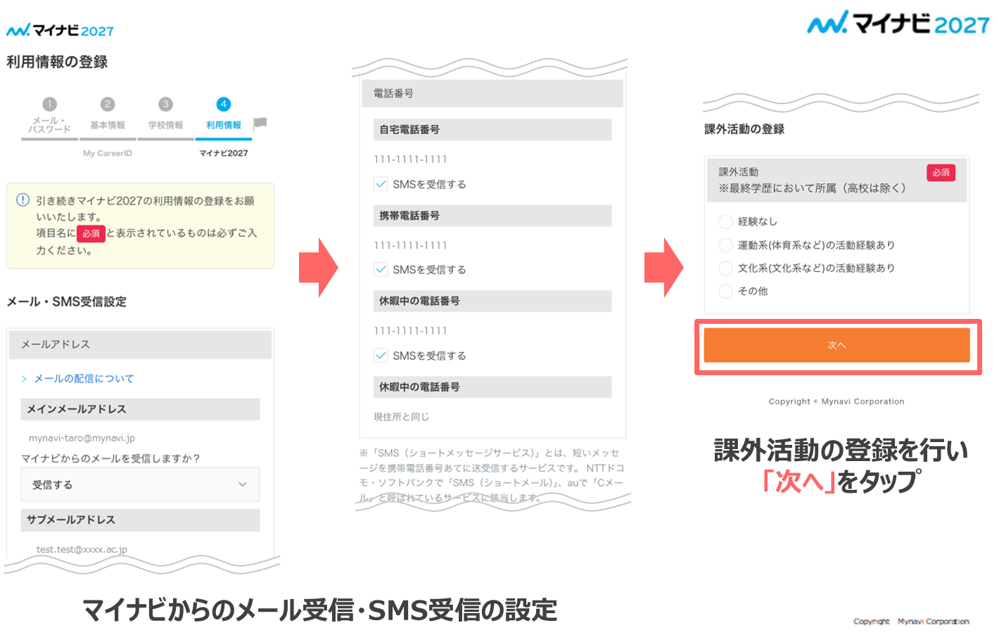 マイナビ2027
利用情報の登録
1
2
3
4
メール・
パスワード
基本情報
学校情報
利用情報
My CareerID
マイナビ2027
引き続きマイナビ2027の利用情報の登録をお願
いいたします。
項目名に 必須 と表示されているものは必ずご入
力ください。
メール・SMS受信設定
メールアドレス
> メールの配信について
メインメールアドレス
mynavi-taro@mynavi.jp
マイナビからのメールを受信しますか？
受信する
サブメールアドレス
test.test@xxxx.ac.jp
電話番号
自宅電話番号
111-1111-1111
SMSを受信する
携帯電話番号
111-1111-1111
SMSを受信する
休暇中の電話番号
111-1111-1111
SMSを受信する
休暇中の電話番号
現住所と同じ
※「SMS（ショートメッセージサービス）」とは、短いメッセ
ージを携帯電話番号あてに送受信するサービスです。 NTTドコ
モ・ソフトバンクで「SMS（ショートメール）」、auで「Cメー
ル」と呼ばれているサービスに該当します。
マイナビからのメール受信・SMS受信の設定
マイナビ2027
課外活動の登録
課外活動
※最終学歴において所属（高校は除く）
必須
経験なし
運動系(体育系など)の活動経験あり
文化系(文化系など)の活動経験あり
その他
次へ
Copyright © Mynavi Corporation
課外活動の登録を行い
「次へ」をタップ
Copyright Mynavi Corporation